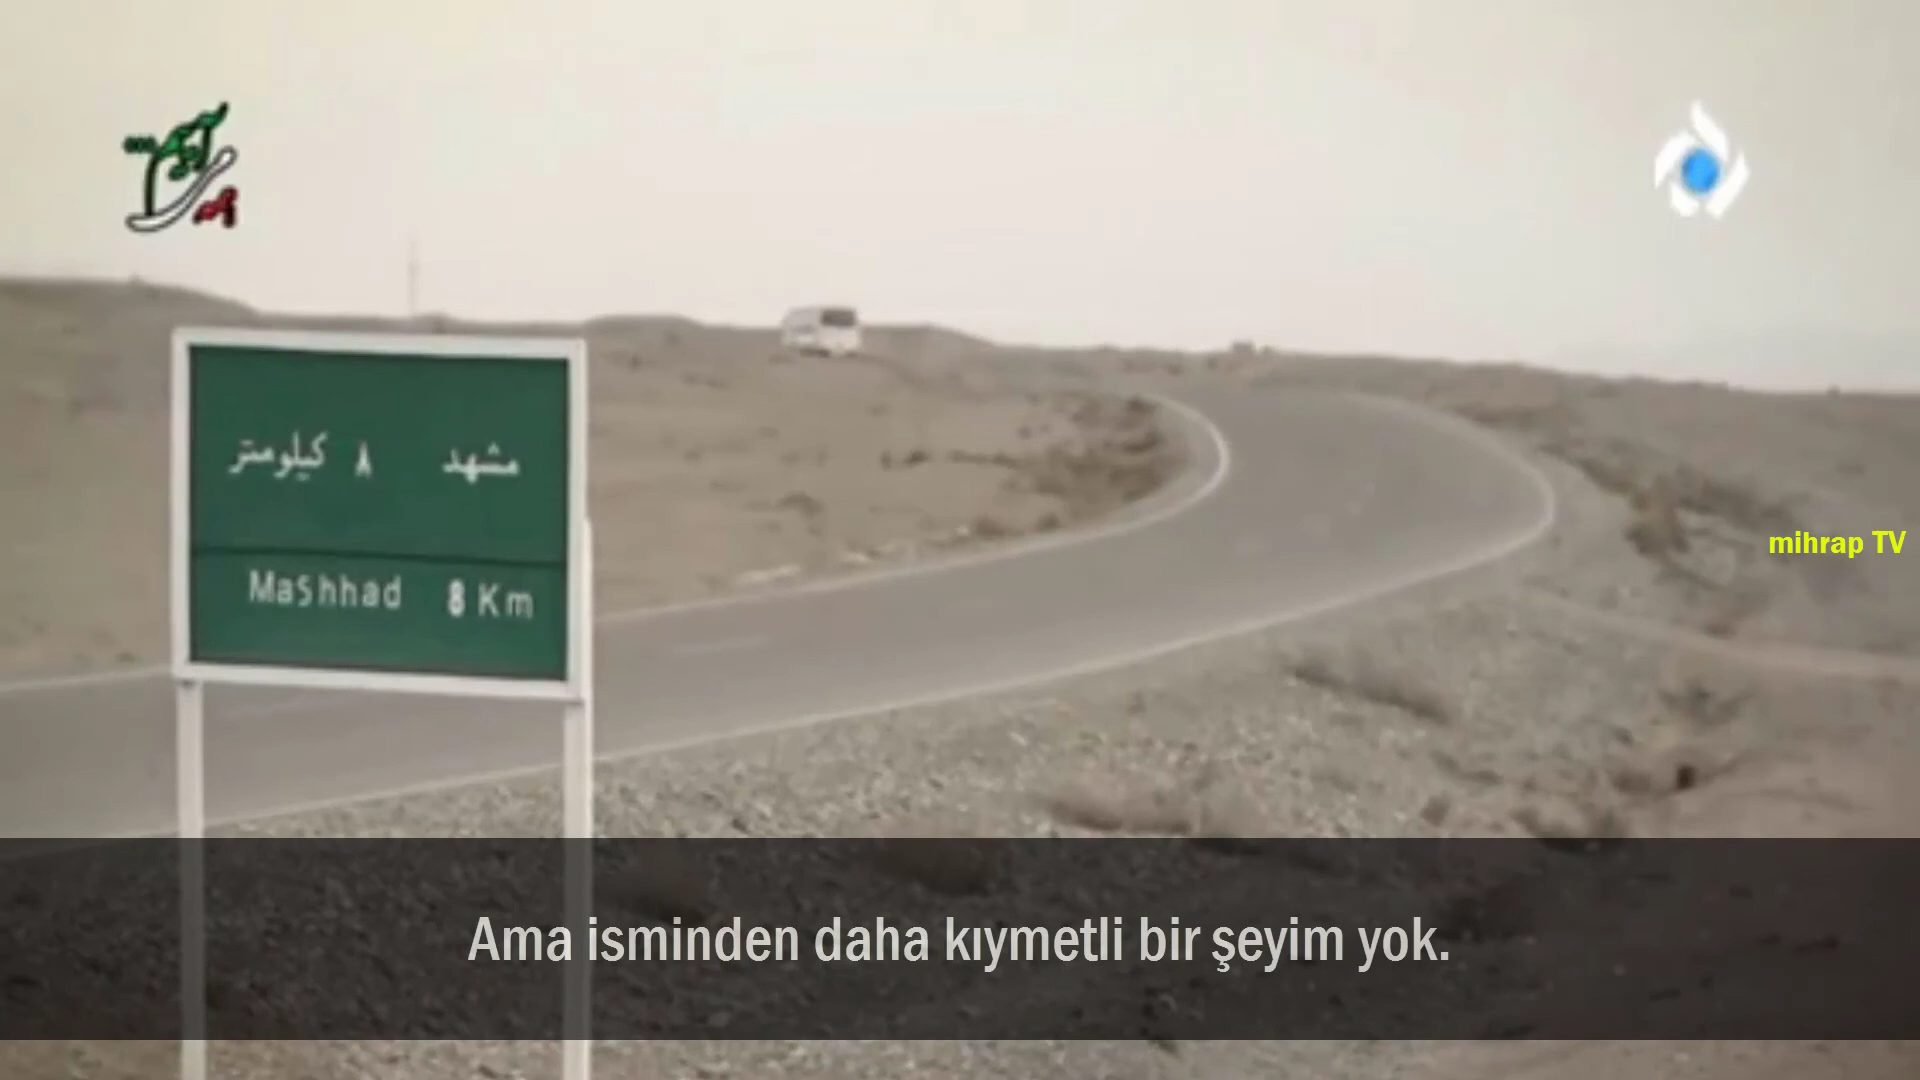 مشهد ۸ کیلومتر
Mashhad 8 Km
mihrap TV
Ama isminden daha kıymetli bir şeyim yok.